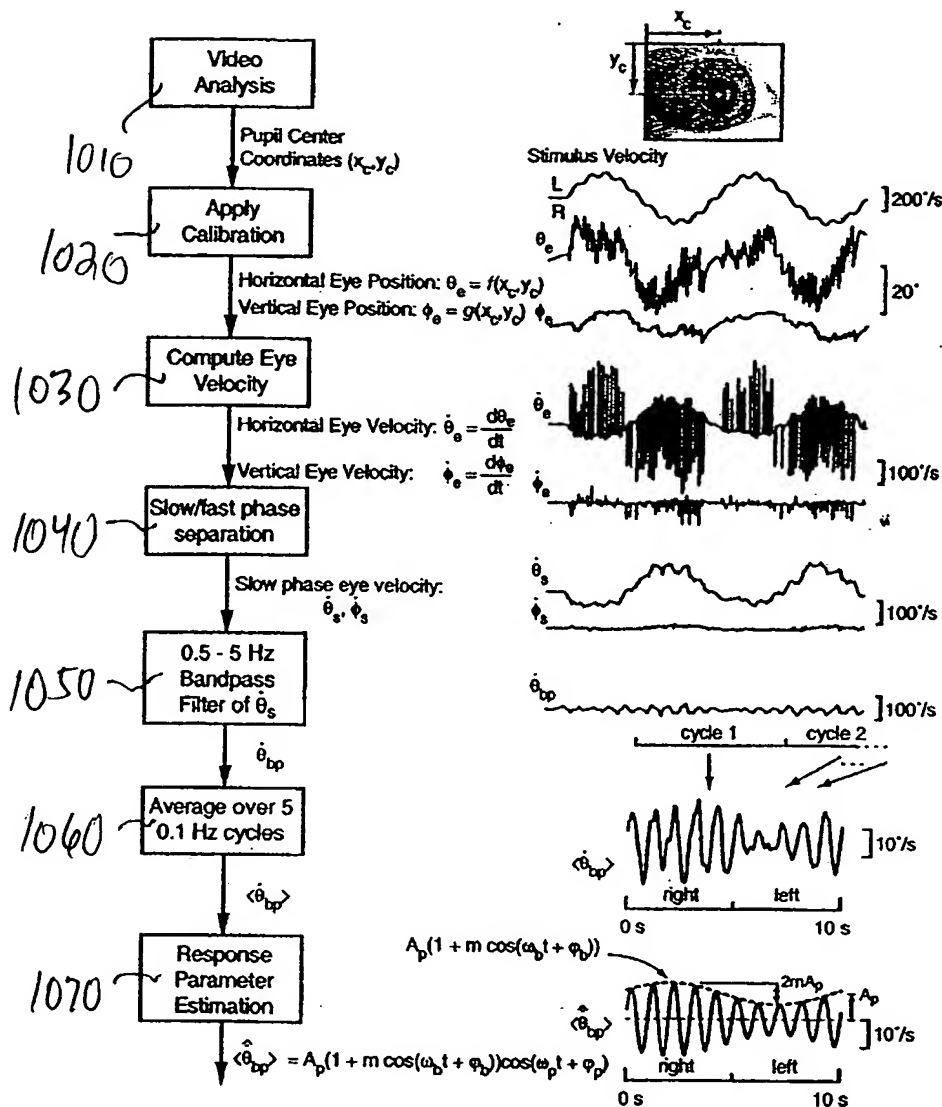 Video
Analysis
1010
Pupil Center
Coordinates (x_c,y_c)
Apply
Calibration
1020
Horizontal Eye Position: θ_e = f(x_c,y_c)
Vertical Eye Position: ϕ_e = g(x_c,y_c)
Compute Eye
Velocity
1030
Horizontal Eye Velocity: θ̇_e = dθ_e/dt
Vertical Eye Velocity: ϕ̇_e = dϕ_e/dt
Slow/fast phase
separation
1040
Slow phase eye velocity:
θ̇_s, ϕ̇_s
0.5 - 5 Hz
Bandpass
Filter of θ̇_s
1050
θ̇_bp
Average over 5
0.1 Hz cycles
1060
⟨θ̇_bp⟩
Response
Parameter
Estimation
1070
⟨θ̇̂_bp⟩ = A_p(1 + m cos(ω_b t + φ_b))cos(ω_p t + φ_p)
x_c
y_c
Stimulus Velocity
L
R
200°/s
θ_e
20°
ϕ_e
θ̇_e
100°/s
ϕ̇_e
θ̇_s
ϕ̇_s
100°/s
θ̇_bp
100°/s
cycle 1
cycle 2
⟨θ̇_bp⟩
10°/s
right
left
0 s
10 s
A_p(1 + m cos(ω_b t + φ_b))
2mA_p
A_p
⟨θ̇̂_bp⟩
10°/s
right
left
0 s
10 s